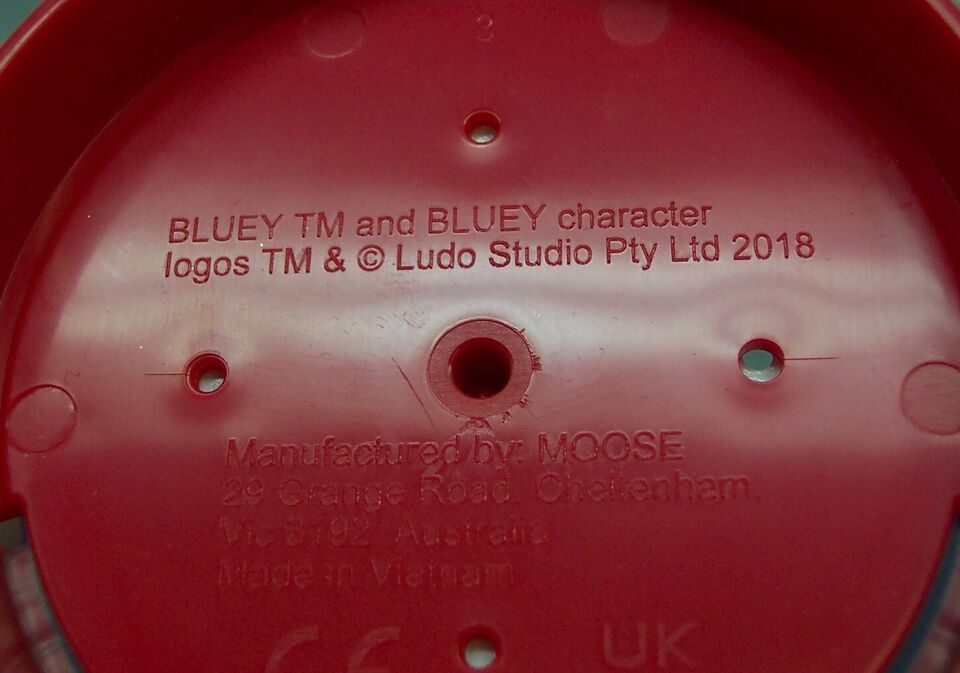 3
BLUEY TM and BLUEY character
logos TM & © Ludo Studio Pty Ltd 2018
Manufactured by: MOOSE
29 Grange Road, Cheltenham,
Vic 3192 Australia
Made in Vietnam
CE UK